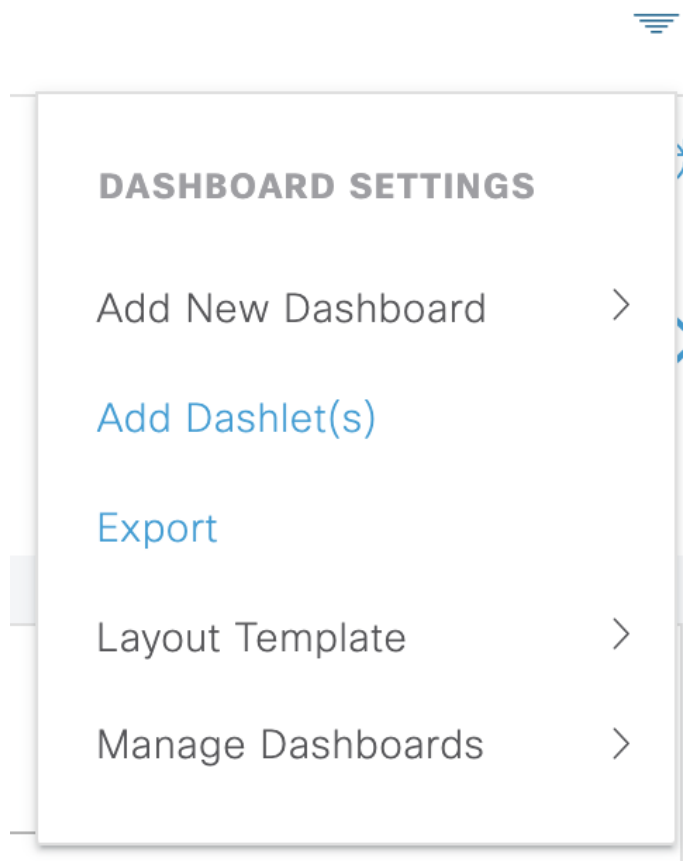 DASHBOARD SETTINGS
Add New Dashboard
Add Dashlet(s)
Export
Layout Template
Manage Dashboards